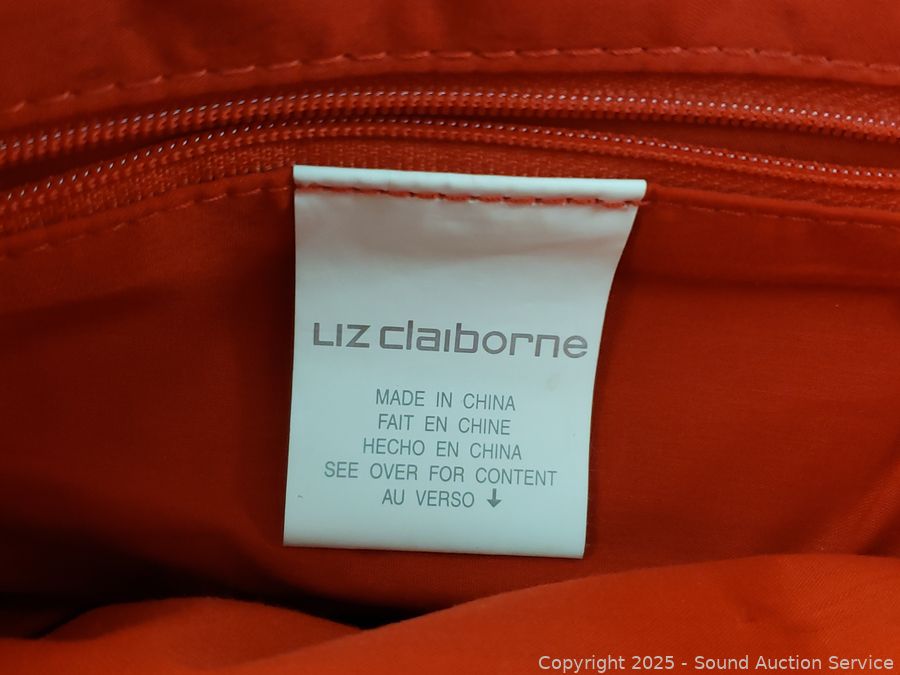 LIZ claiborne
MADE IN CHINA
FAIT EN CHINE
HECHO EN CHINA
SEE OVER FOR CONTENT
AU VERSO ↓
Copyright 2025 - Sound Auction Service